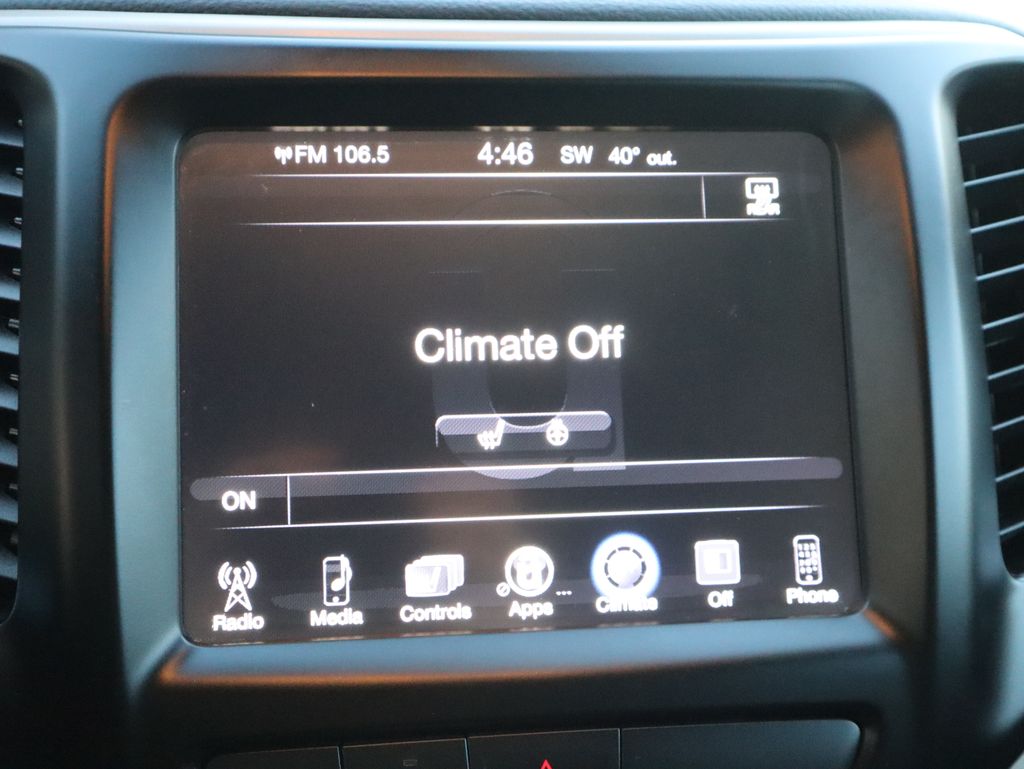 FM 106.5 4:46 SW 40° out.
REAR
Climate Off
ON
Radio Media Controls Apps ... Climate Off Phone